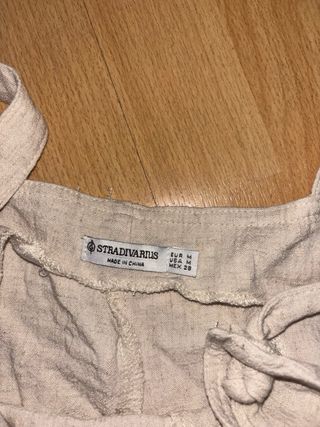 STRADIVARIUS
MADE IN CHINA
EUR M
USA M
MEX 28